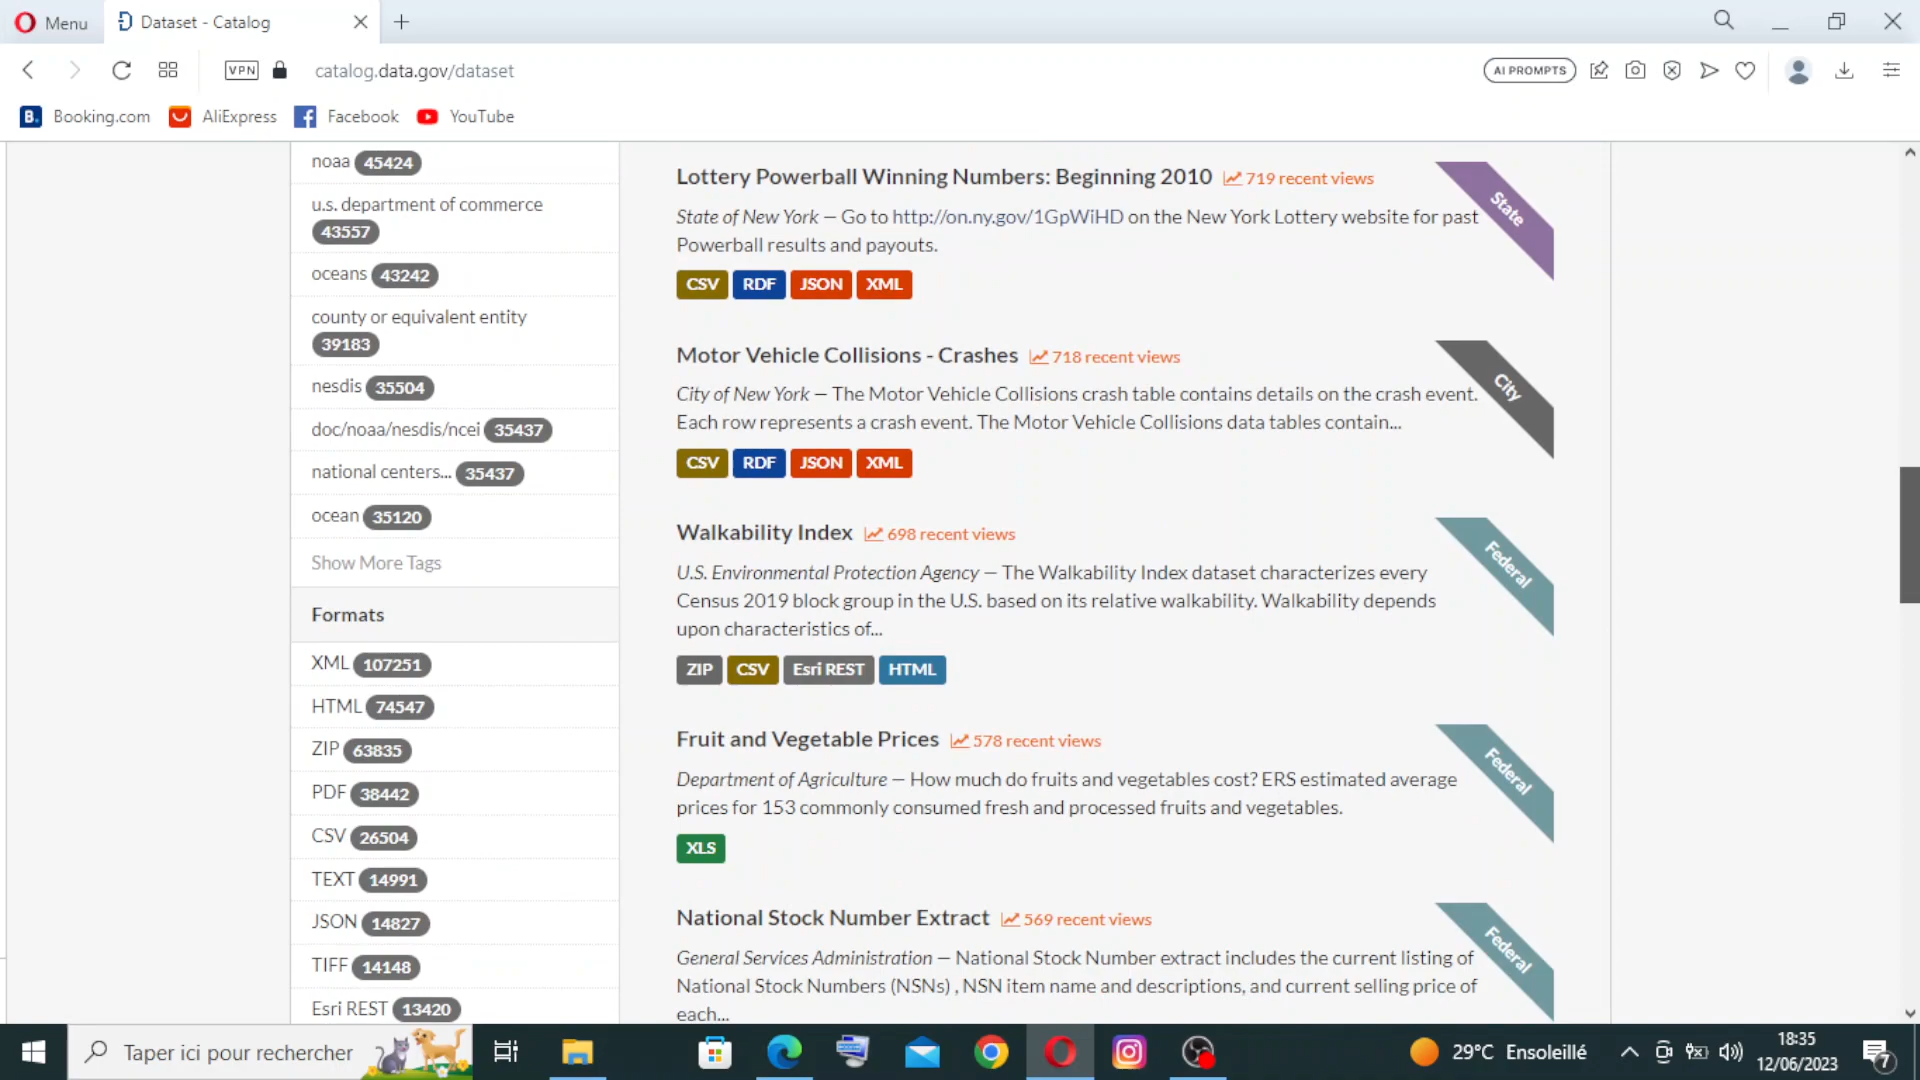 Menu
Dataset - Catalog
VPN
catalog.data.gov/dataset
AI PROMPTS
B. Booking.com
AliExpress
Facebook
YouTube
noaa 45424
u.s. department of commerce
43557
oceans 43242
county or equivalent entity
39183
nesdis 35504
doc/noaa/nesdis/ncei 35437
national centers... 35437
ocean 35120
Show More Tags
Formats
XML 107251
HTML 74547
ZIP 63835
PDF 38442
CSV 26504
TEXT 14991
JSON 14827
TIFF 14148
Esri REST 13420
Lottery Powerball Winning Numbers: Beginning 2010 719 recent views
State
State of New York — Go to http://on.ny.gov/1GpWiHD on the New York Lottery website for past
Powerball results and payouts.
CSV RDF JSON XML
Motor Vehicle Collisions - Crashes 718 recent views
City
City of New York — The Motor Vehicle Collisions crash table contains details on the crash event.
Each row represents a crash event. The Motor Vehicle Collisions data tables contain...
CSV RDF JSON XML
Walkability Index 698 recent views
Federal
U.S. Environmental Protection Agency — The Walkability Index dataset characterizes every
Census 2019 block group in the U.S. based on its relative walkability. Walkability depends
upon characteristics of...
ZIP CSV Esri REST HTML
Fruit and Vegetable Prices 578 recent views
Federal
Department of Agriculture — How much do fruits and vegetables cost? ERS estimated average
prices for 153 commonly consumed fresh and processed fruits and vegetables.
XLS
National Stock Number Extract 569 recent views
Federal
General Services Administration — National Stock Number extract includes the current listing of
National Stock Numbers (NSNs) , NSN item name and descriptions, and current selling price of
each...
Taper ici pour rechercher
29°C Ensoleillé
18:35
12/06/2023
7